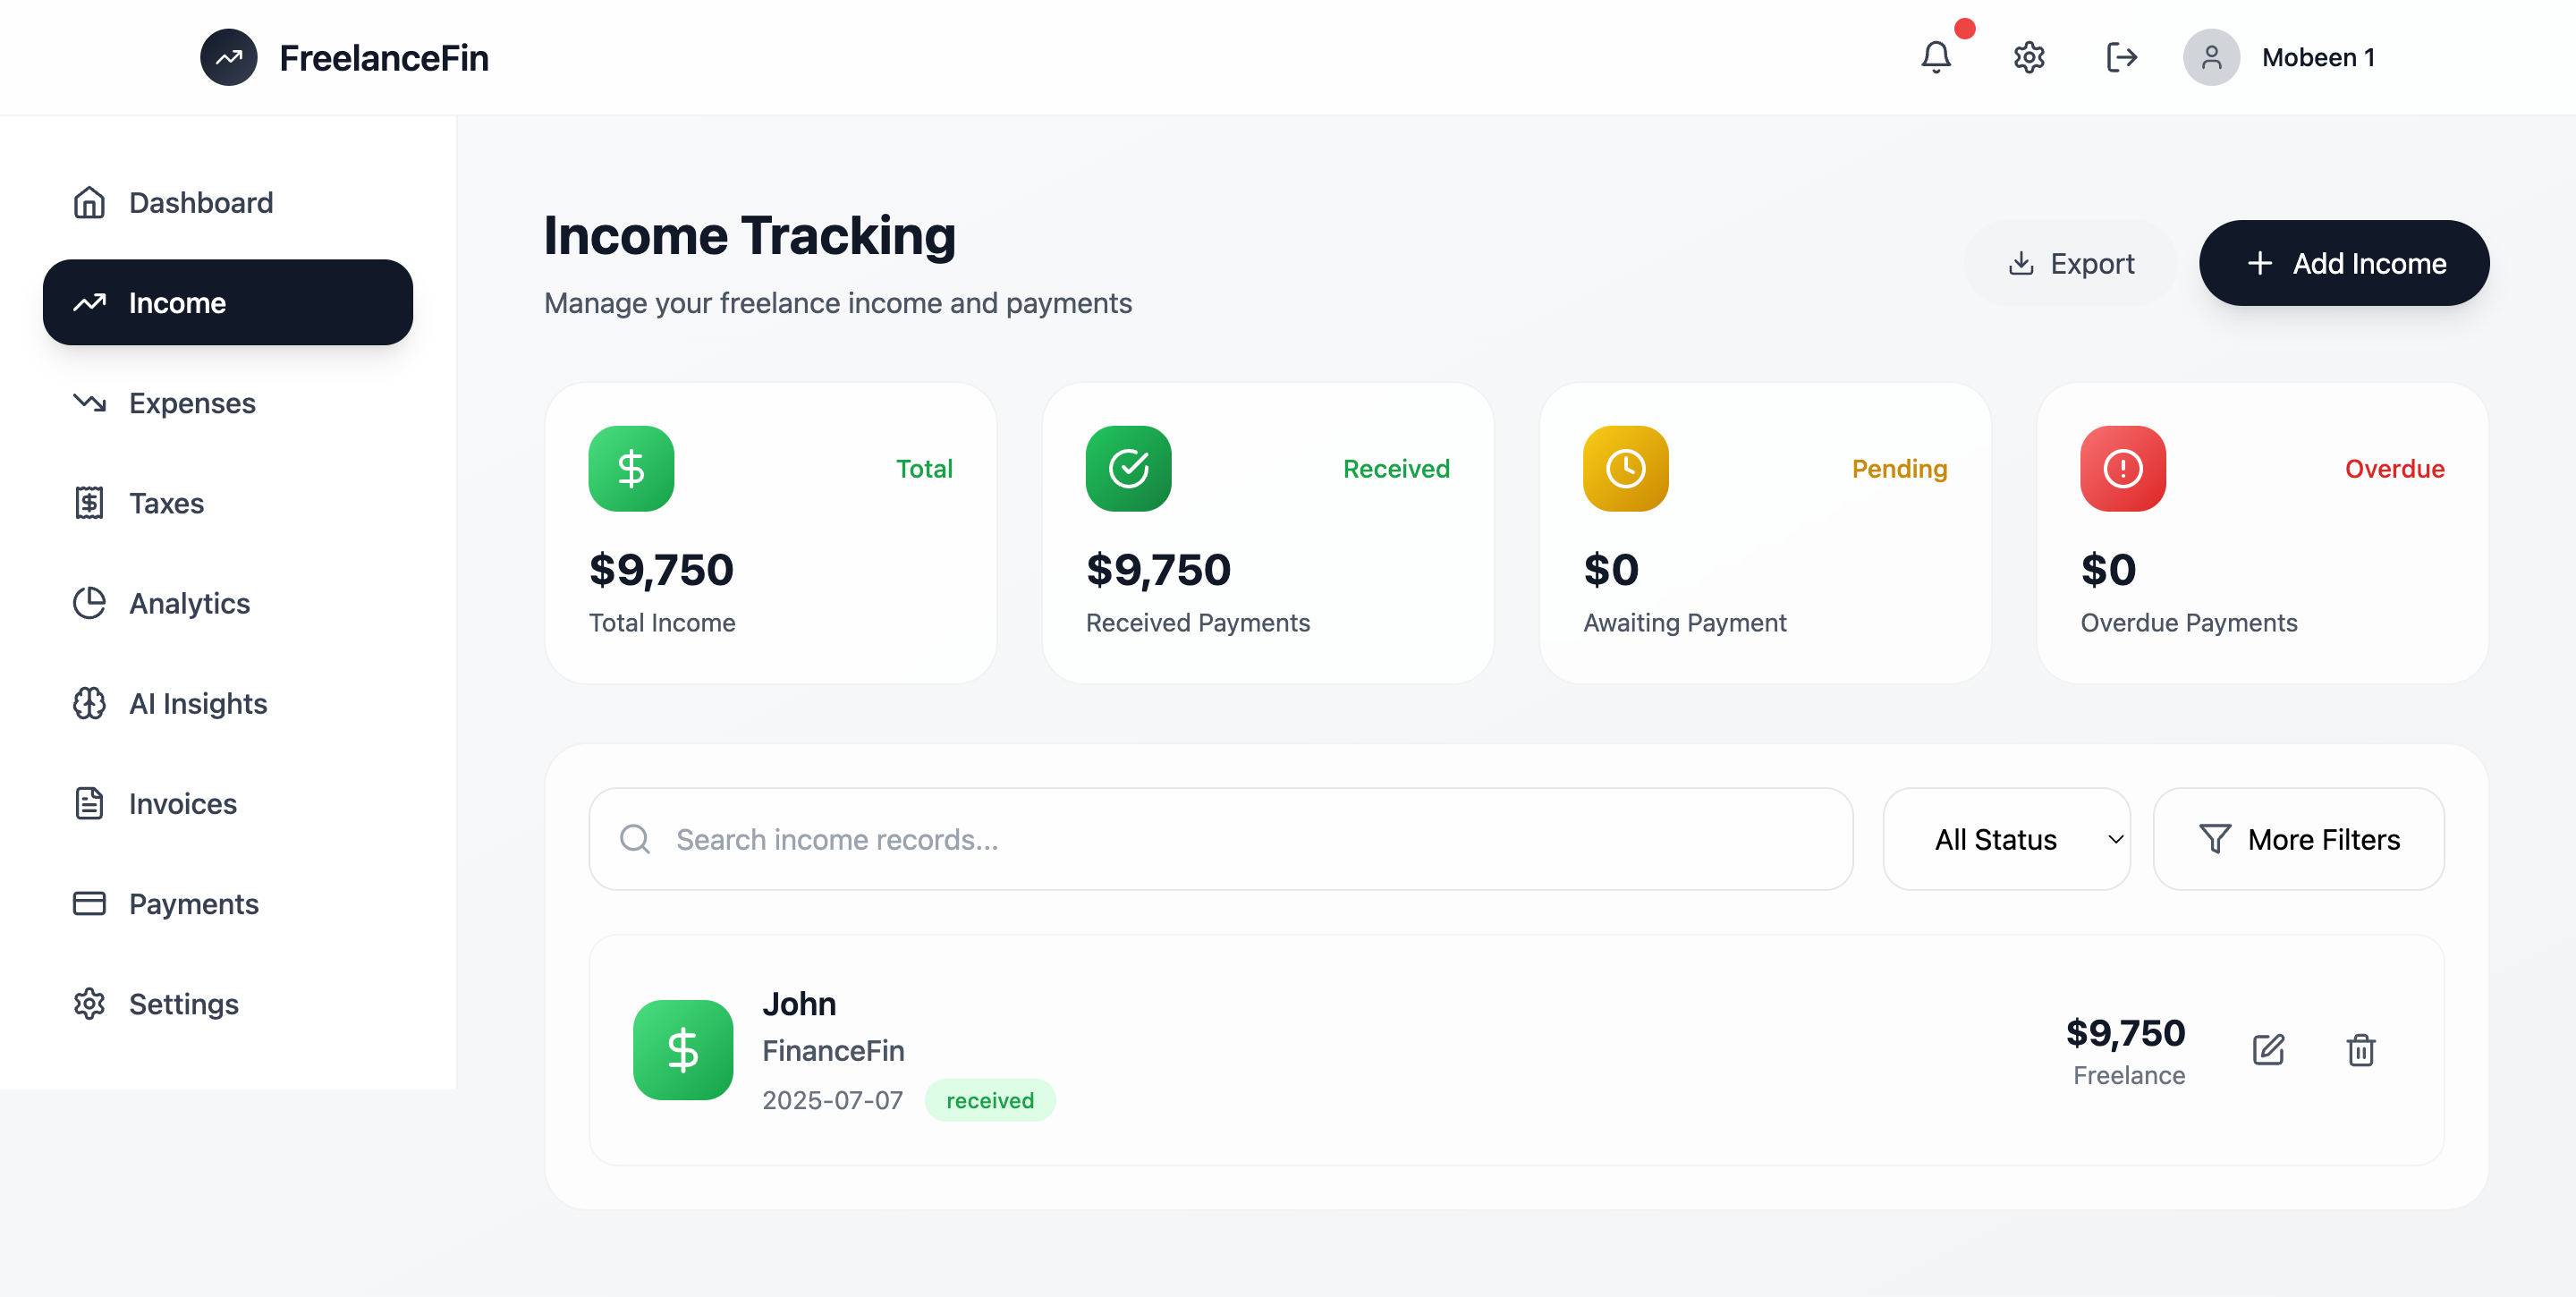 FreelanceFin
Mobeen 1
Dashboard
Income
Expenses
Taxes
Analytics
AI Insights
Invoices
Payments
Settings
Income Tracking
Manage your freelance income and payments
Export
Add Income
Total
$9,750
Total Income
Received
$9,750
Received Payments
Pending
$0
Awaiting Payment
Overdue
$0
Overdue Payments
Search income records...
All Status
More Filters
John
FinanceFin
2025-07-07 received
$9,750
Freelance